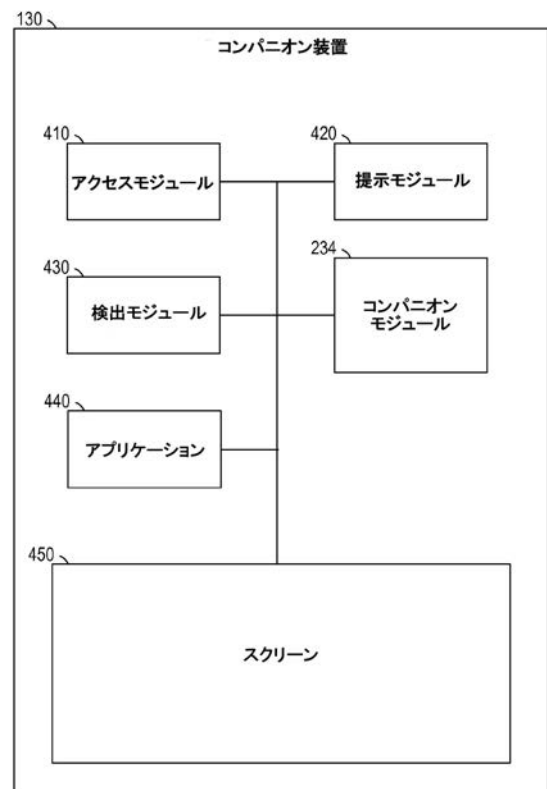 130
コンパニオン装置
410
アクセスモジュール
420
提示モジュール
430
検出モジュール
234
コンパニオン
モジュール
440
アプリケーション
450
スクリーン